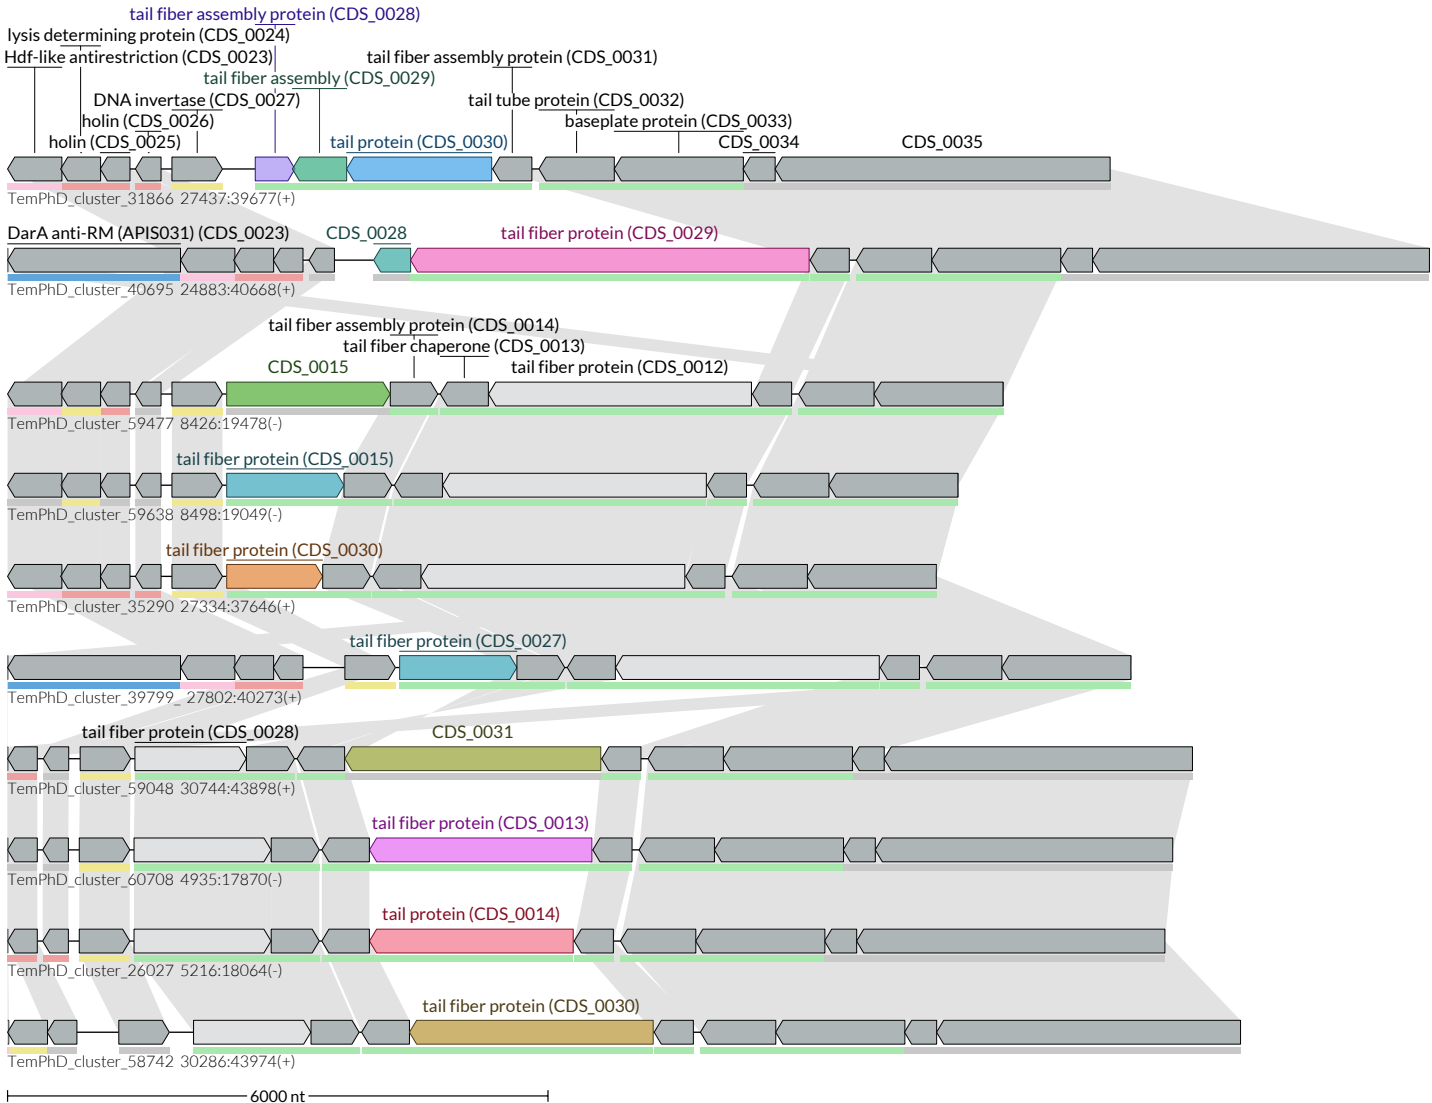 tail fiber assembly protein (CDS_0028)
lysis determining protein (CDS_0024)
Hdf-like antirestriction (CDS_0023)
tail fiber assembly protein (CDS_0031)
tail fiber assembly (CDS_0029)
DNA invertase (CDS_0027)
tail tube protein (CDS_0032)
holin (CDS_0026)
baseplate protein (CDS_0033)
holin (CDS_0025)
tail protein (CDS_0030)
CDS_0034
CDS_0035
TemPhD_cluster_31866 27437:39677(+)
DarA anti-RM (APIS031) (CDS_0023)
CDS_0028
tail fiber protein (CDS_0029)
TemPhD_cluster_40695 24883:40668(+)
tail fiber assembly protein (CDS_0014)
tail fiber chaperone (CDS_0013)
CDS_0015
tail fiber protein (CDS_0012)
TemPhD_cluster_59477 8426:19478(-)
tail fiber protein (CDS_0015)
TemPhD_cluster_59638 8498:19049(-)
tail fiber protein (CDS_0030)
TemPhD_cluster_35290 27334:37646(+)
tail fiber protein (CDS_0027)
TemPhD_cluster_39799_ 27802:40273(+)
tail fiber protein (CDS_0028)
CDS_0031
TemPhD_cluster_59048 30744:43898(+)
tail fiber protein (CDS_0013)
TemPhD_cluster_60708 4935:17870(-)
tail protein (CDS_0014)
TemPhD_cluster_26027 5216:18064(-)
tail fiber protein (CDS_0030)
TemPhD_cluster_58742 30286:43974(+)
6000 nt